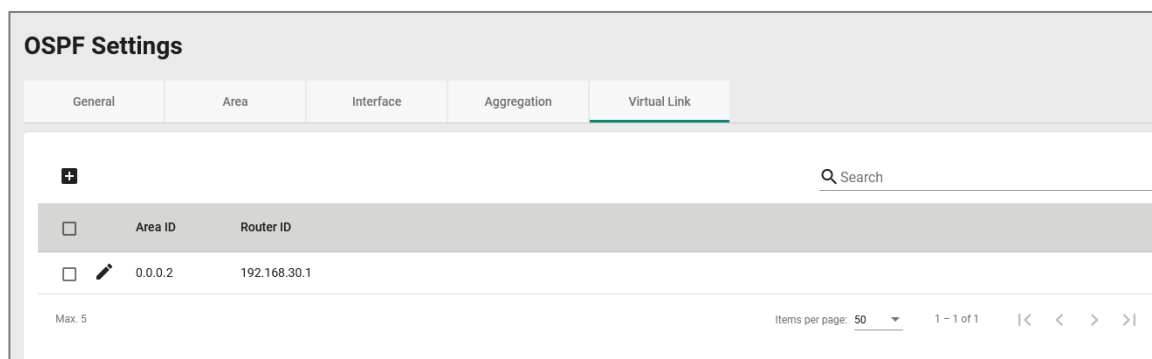 OSPF Settings
General Area Interface Aggregation Virtual Link
Search
Area ID Router ID
0.0.0.2 192.168.30.1
Max. 5 Items per page: 50 1 – 1 of 1